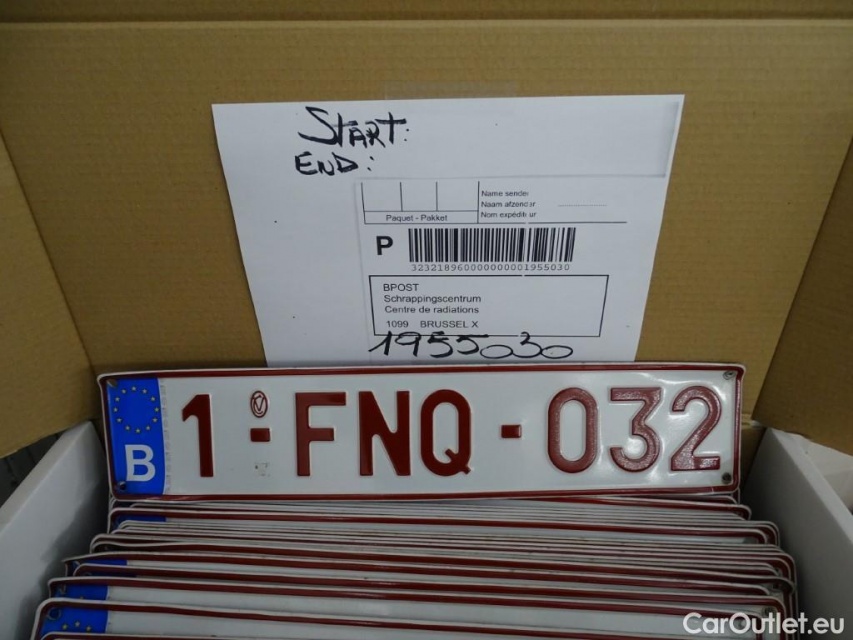 START:
END:
Name sender
Naam afzender
Paquet - Pakket
Nom expéditeur
P
32321896000000000001955030
BPOST
Schrappingscentrum
Centre de radiations
1099 BRUSSEL X
1955030
B 1-FNQ-032
CarOutlet.eu